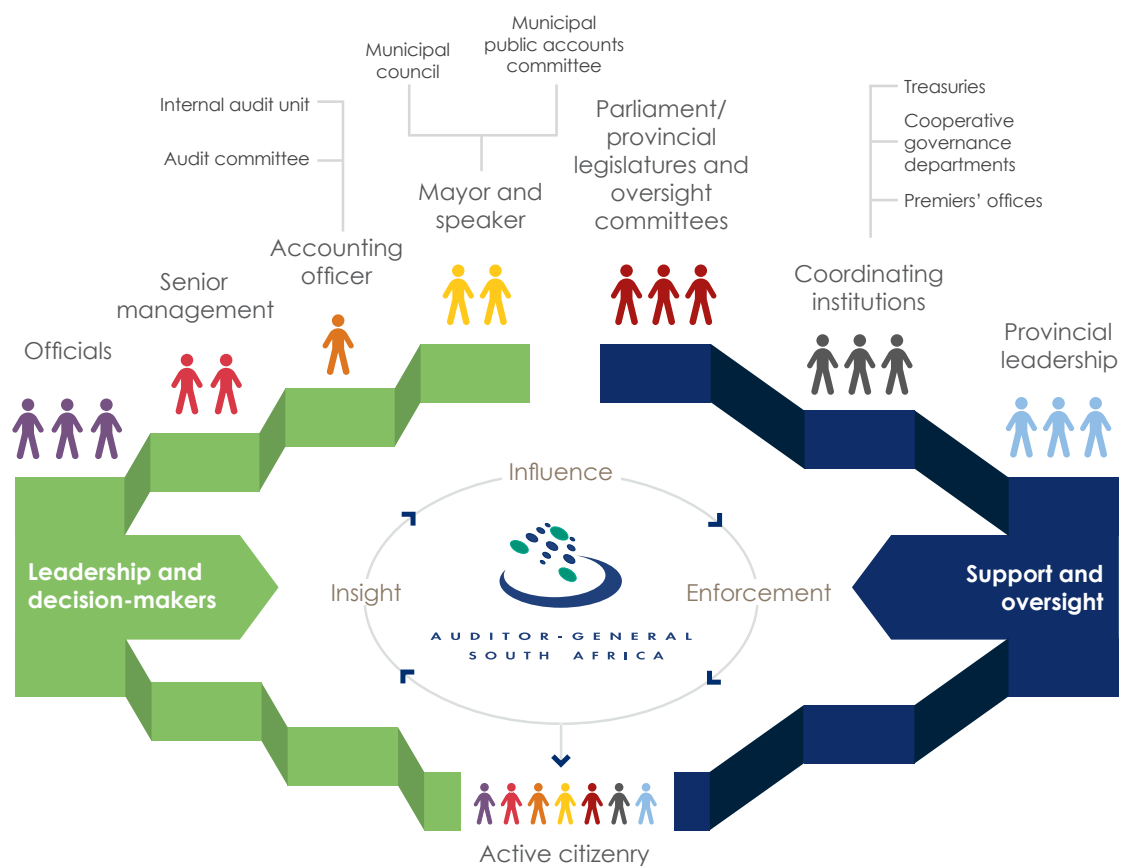 Municipal
council
Municipal
public accounts
committee
Internal audit unit
Audit committee
Treasuries
Cooperative
governance
departments
Premiers' offices
Officials
Senior
management
Accounting
officer
Mayor and
speaker
Parliament/
provincial
legislatures and
oversight
committees
Coordinating
institutions
Provincial
leadership
Leadership and
decision-makers
Influence
Insight
Enforcement
AUDITOR-GENERAL
SOUTH AFRICA
Support and
oversight
Active citizenry